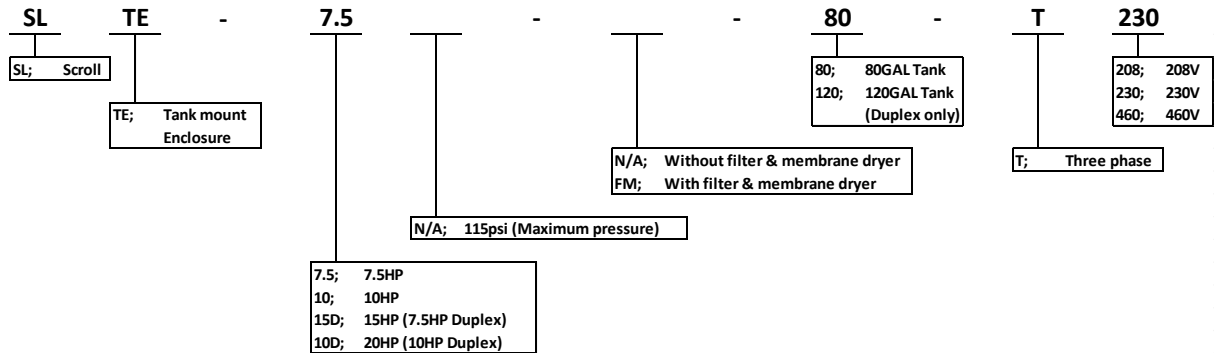 SL TE - 7.5 - - 80 - T 230
SL; Scroll
TE; Tank mount
Enclosure
80; 80GAL Tank
120; 120GAL Tank
(Duplex only)
208; 208V
230; 230V
460; 460V
N/A; Without filter & membrane dryer
FM; With filter & membrane dryer
T; Three phase
N/A; 115psi (Maximum pressure)
7.5; 7.5HP
10; 10HP
15D; 15HP (7.5HP Duplex)
10D; 20HP (10HP Duplex)